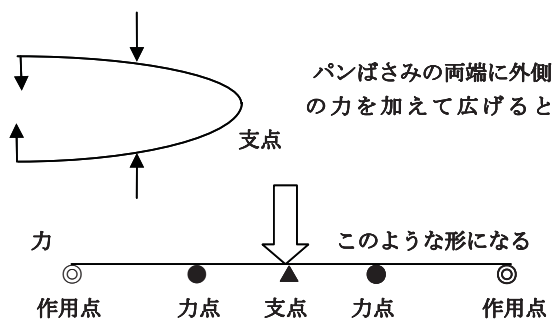 パンばさみの両端に外側
の力を加えて広げると
支点
力
このような形になる
作用点
力点
支点
力点
作用点